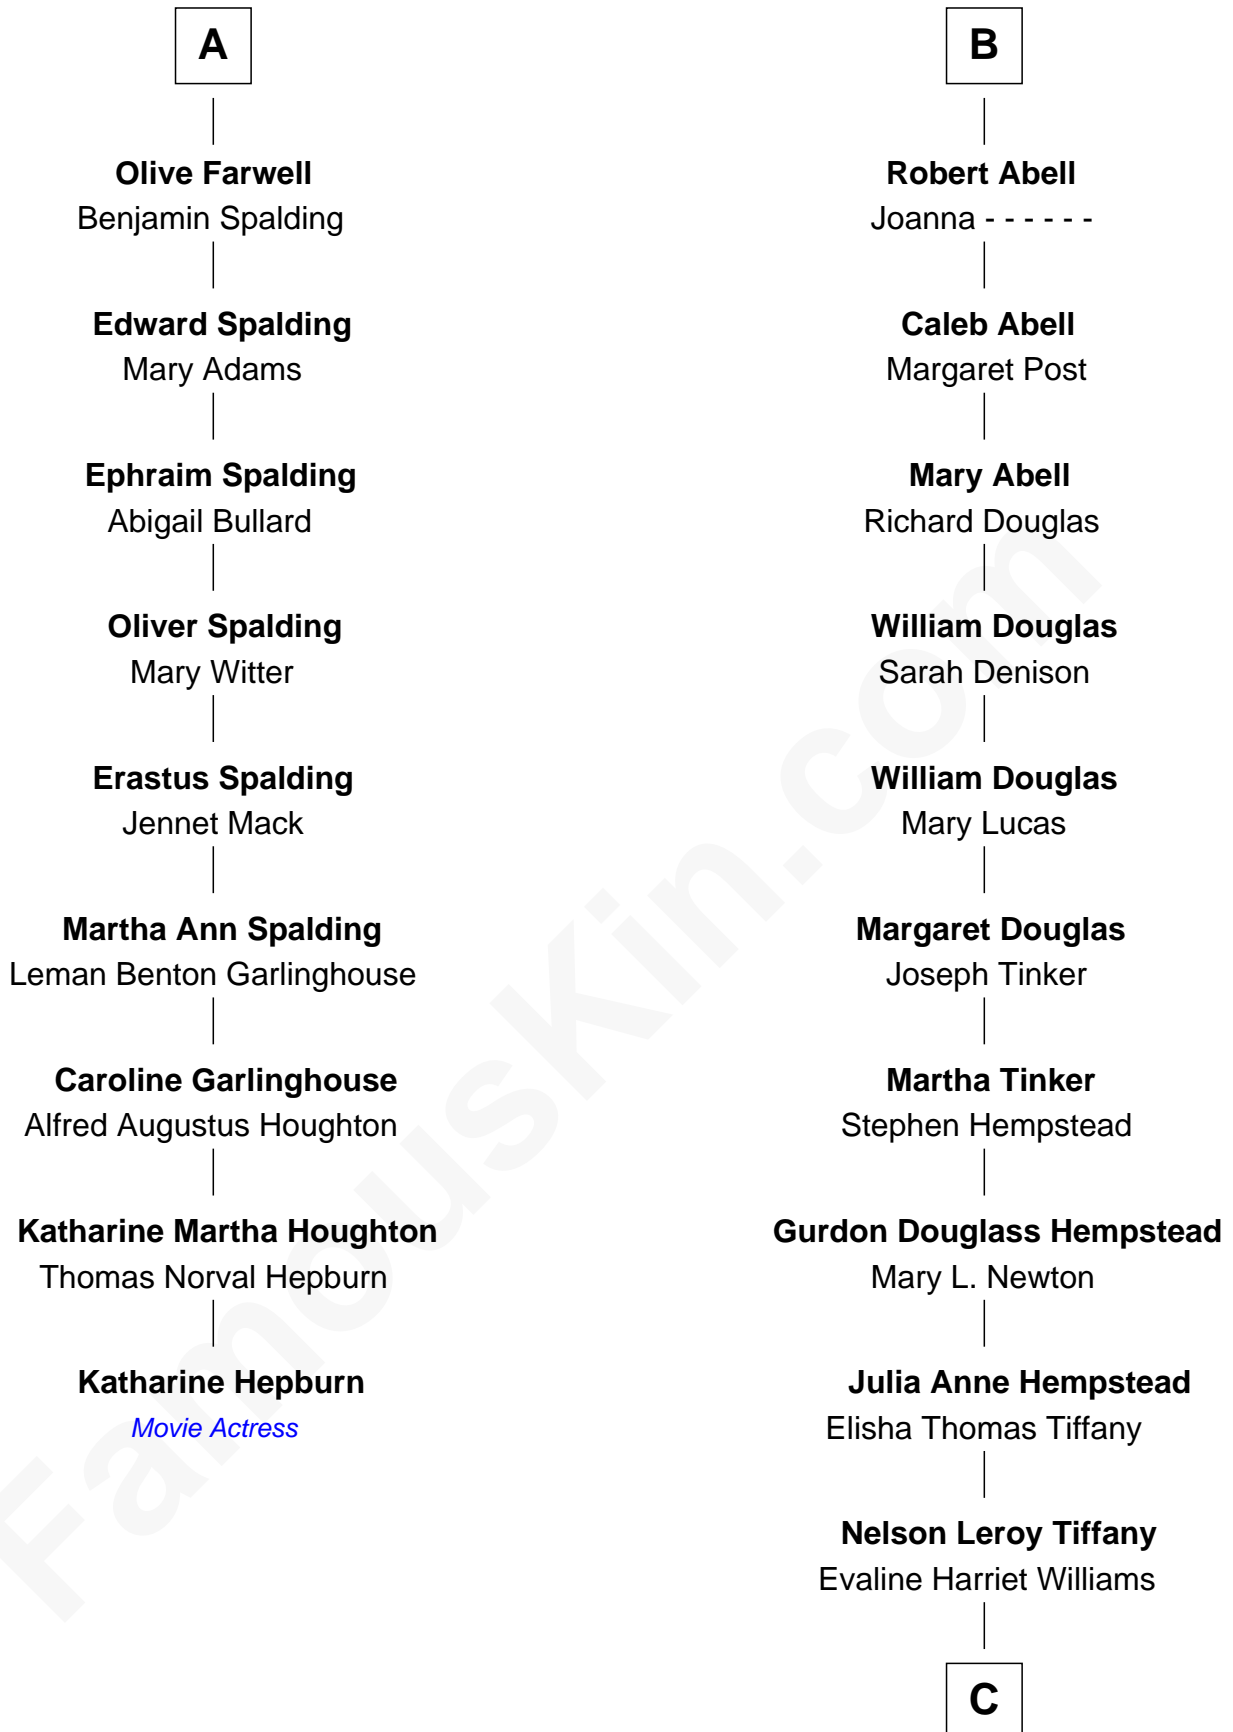 A
Olive Farwell
Benjamin Spalding
Edward Spalding
Mary Adams
Ephraim Spalding
Abigail Bullard
Oliver Spalding
Mary Witter
Erastus Spalding
Jennet Mack
Martha Ann Spalding
Leman Benton Garlinghouse
Caroline Garlinghouse
Alfred Augustus Houghton
Katharine Martha Houghton
Thomas Norval Hepburn
Katharine Hepburn
Movie Actress
B
Robert Abell
Joanna - - - - - -
Caleb Abell
Margaret Post
Mary Abell
Richard Douglas
William Douglas
Sarah Denison
William Douglas
Mary Lucas
Margaret Douglas
Joseph Tinker
Martha Tinker
Stephen Hempstead
Gurdon Douglass Hempstead
Mary L. Newton
Julia Anne Hempstead
Elisha Thomas Tiffany
Nelson Leroy Tiffany
Evaline Harriet Williams
C
FamousKin.com